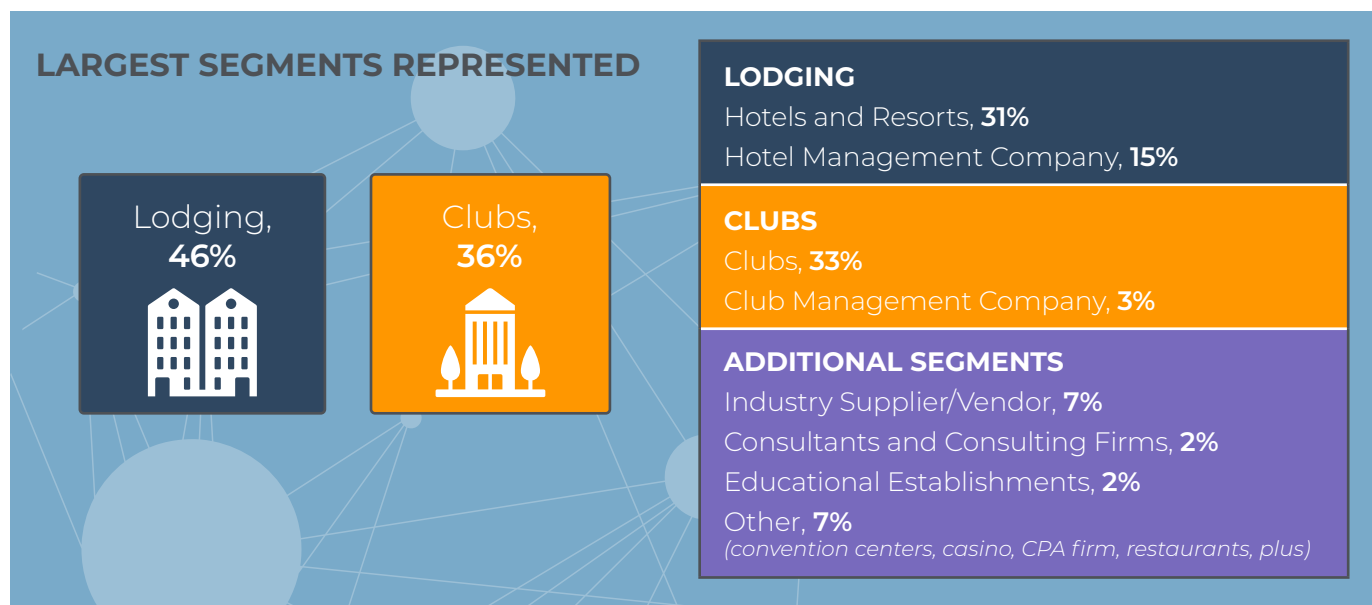 LARGEST SEGMENTS REPRESENTED
Lodging,
46%
Clubs,
36%
LODGING
Hotels and Resorts, 31%
Hotel Management Company, 15%
CLUBS
Clubs, 33%
Club Management Company, 3%
ADDITIONAL SEGMENTS
Industry Supplier/Vendor, 7%
Consultants and Consulting Firms, 2%
Educational Establishments, 2%
Other, 7%
(convention centers, casino, CPA firm, restaurants, plus)